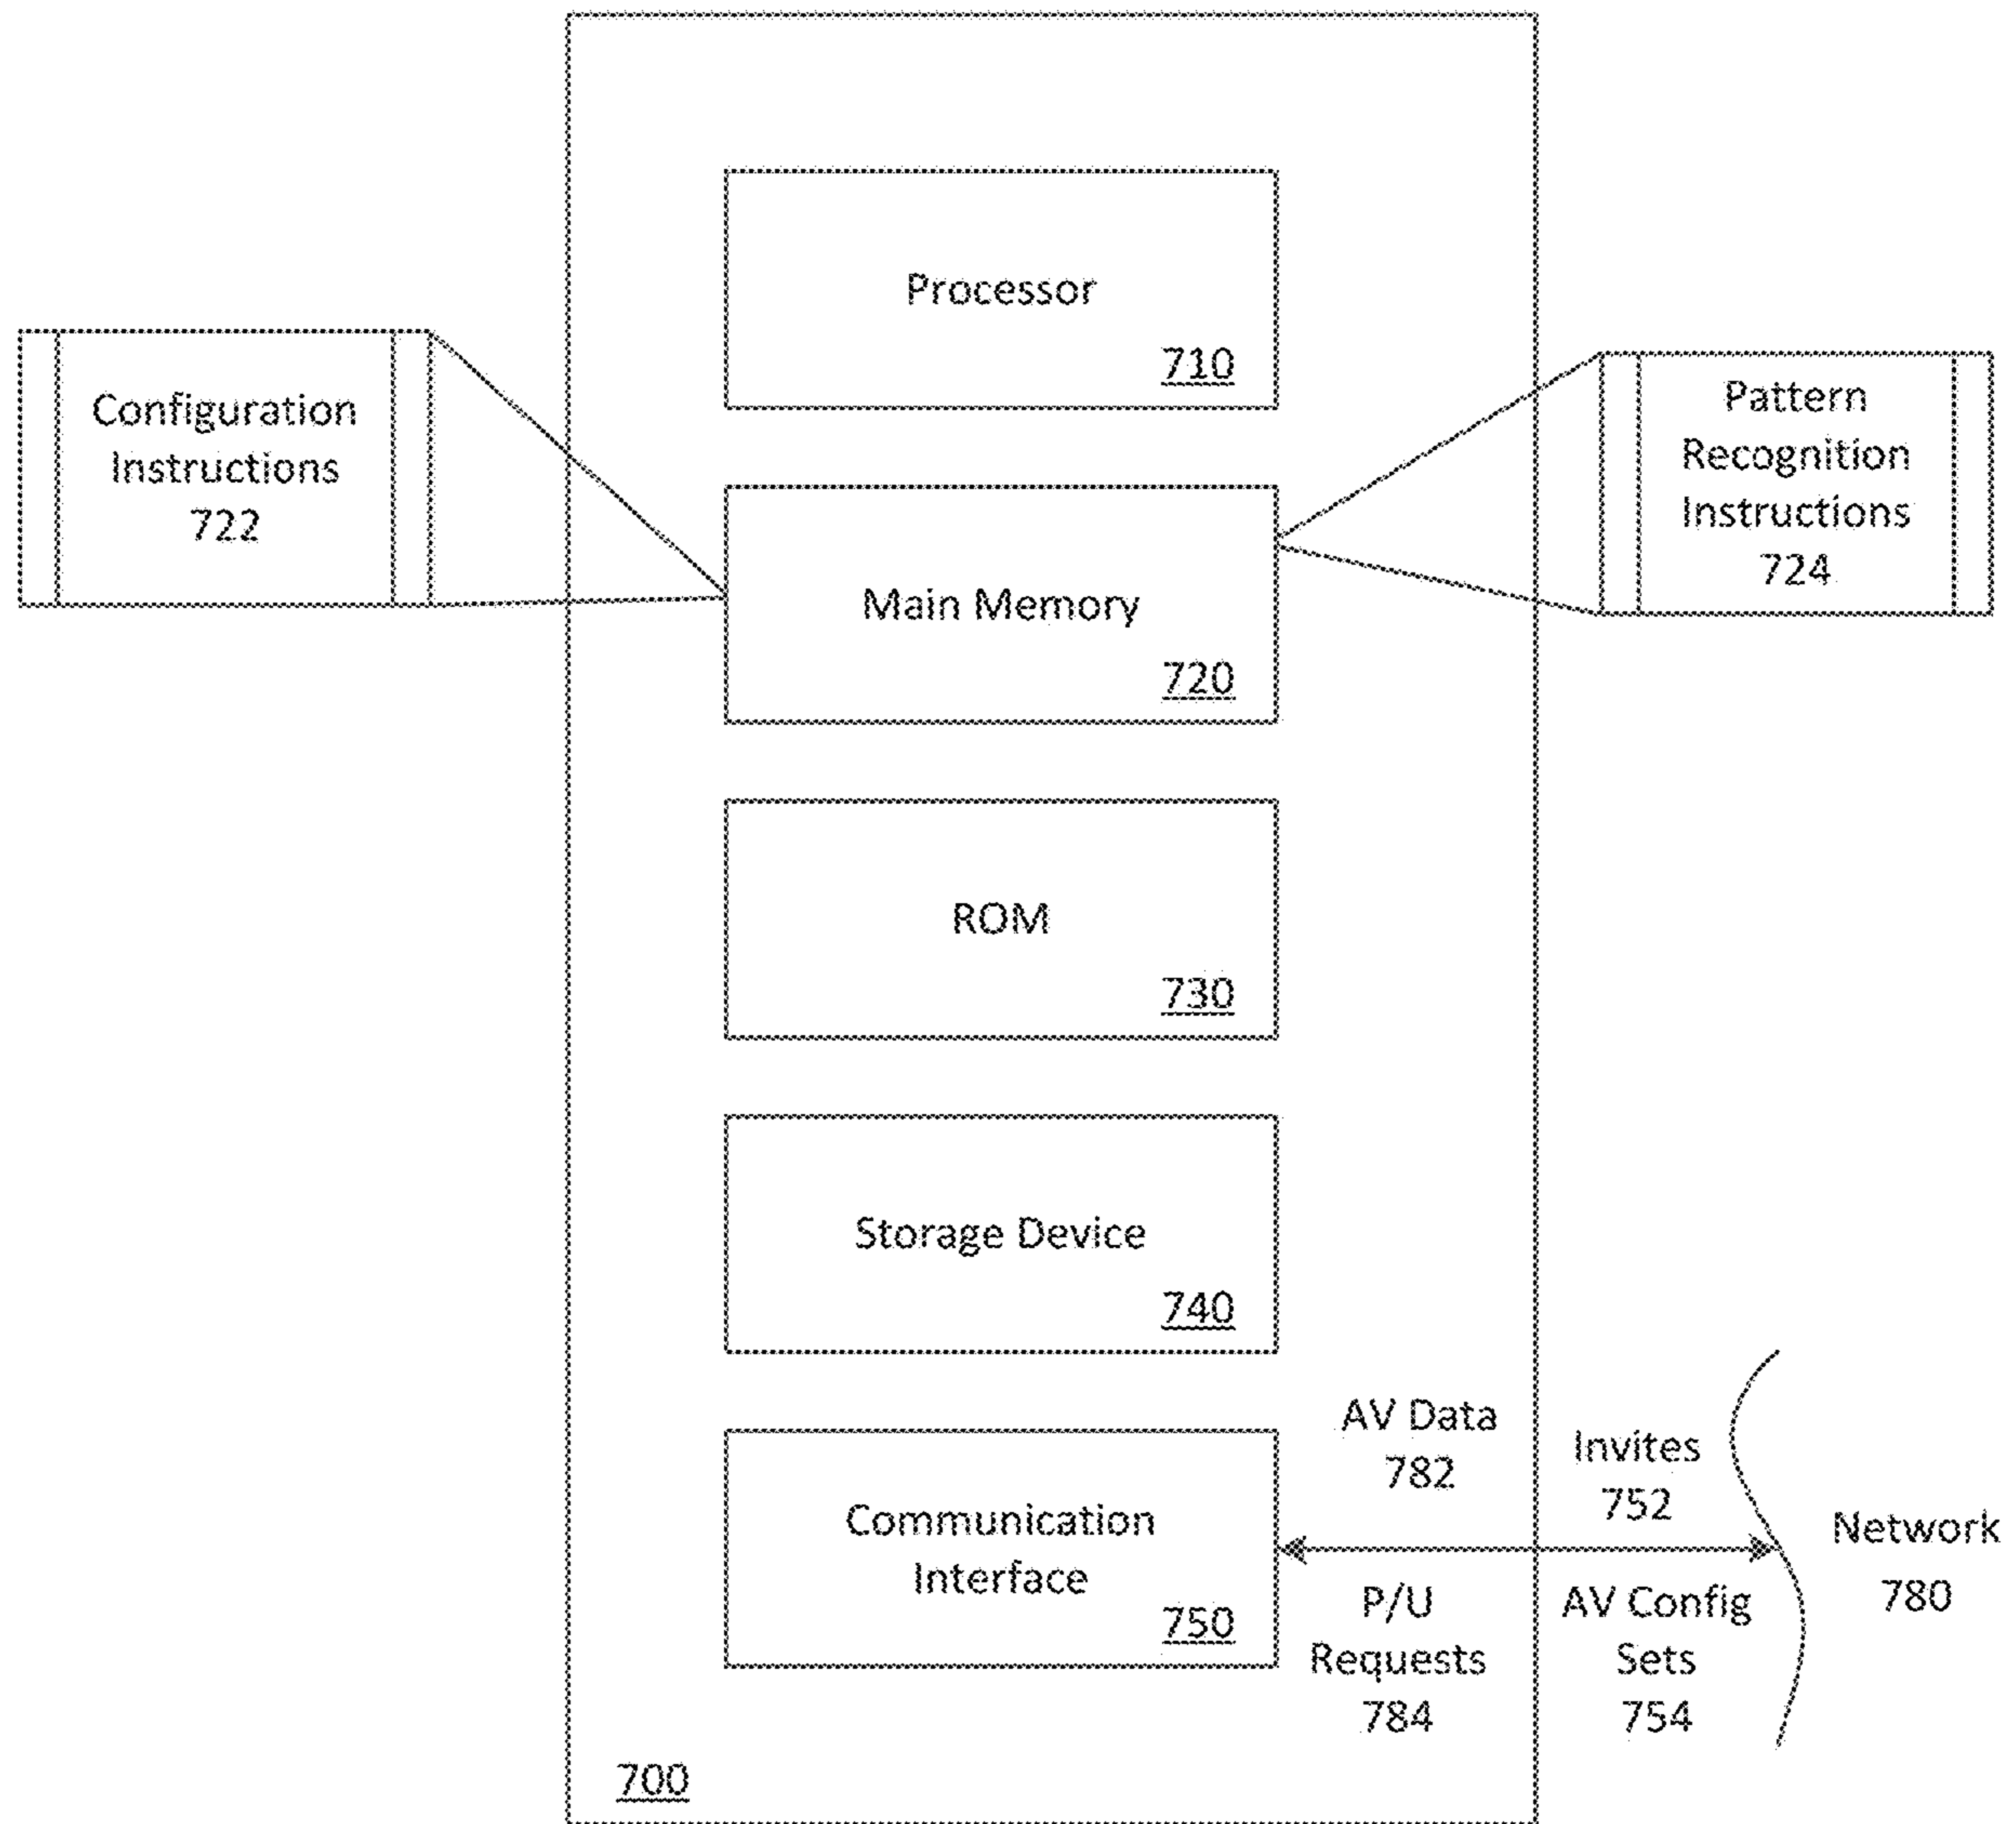 Processor
710
Configuration
Instructions
722
Pattern
Recognition
Instructions
724
Main Memory
720
ROM
730
Storage Device
740
Communication
Interface
750
AV Data
782
Invites
752
P/U
Requests
784
AV Config
Sets
754
Network
780
700